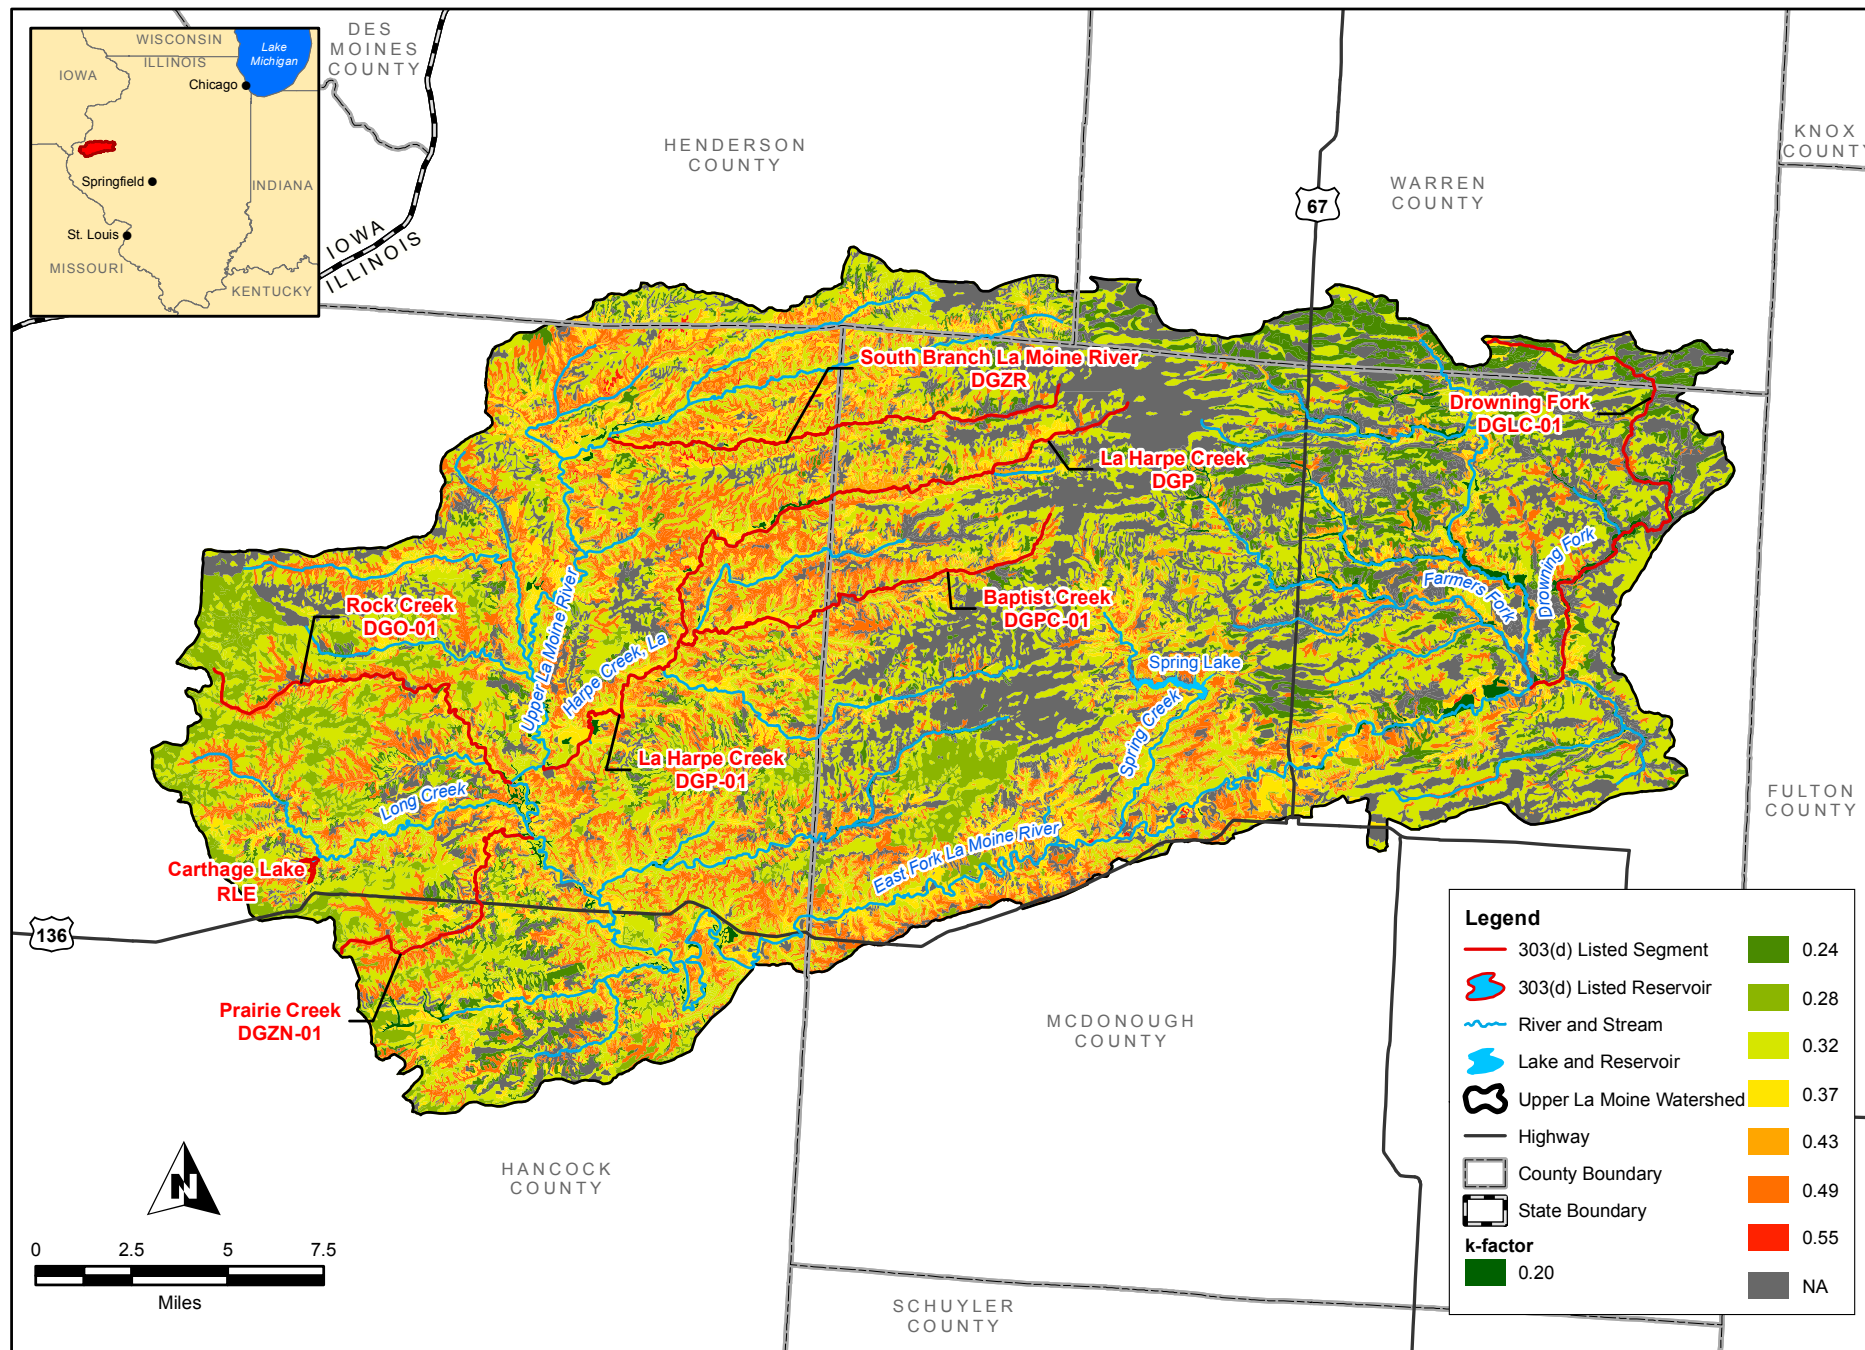 WISCONSIN
ILLINOIS
Lake
Michigan
IOWA
Chicago
Springfield
INDIANA
St. Louis
MISSOURI
KENTUCKY
DES
MOINES
COUNTY
IOWA
ILLINOIS
HENDERSON
COUNTY
WARREN
COUNTY
KNOX
COUNTY
67
South Branch La Moine River
DGZR
Drowning Fork
DGLC-01
La Harpe Creek
DGP
Rock Creek
DGO-01
Upper La Moine River
Harpe Creek, La
Baptist Creek
DGPC-01
Farmers Fork
Drowning Fork
Spring Lake
Spring Creek
La Harpe Creek
DGP-01
Long Creek
East Fork La Moine River
Carthage Lake
RLE
136
Prairie Creek
DGZN-01
FULTON
COUNTY
MCDONOUGH
COUNTY
HANCOCK
COUNTY
SCHUYLER
COUNTY
N
0 2.5 5 7.5
Miles
Legend
303(d) Listed Segment
303(d) Listed Reservoir
River and Stream
Lake and Reservoir
Upper La Moine Watershed
Highway
County Boundary
State Boundary
k-factor
0.20
0.24
0.28
0.32
0.37
0.43
0.49
0.55
NA